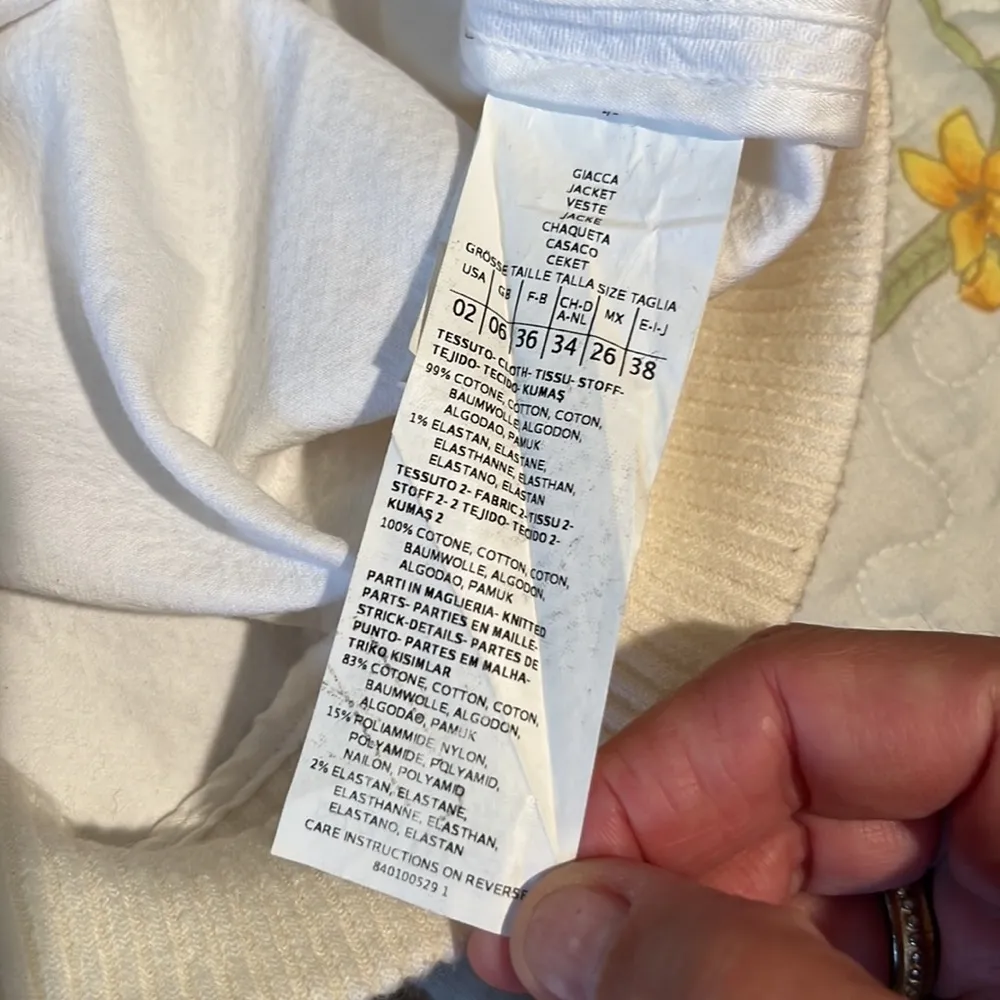 GIACCA
JACKET
VESTE
JACKE
CHAQUETA
CASACO
CEKET
GRÖSSE TAILLE TALLA SIZE TAGLIA
USA GB F-B CH-D A-NL MX E-I-J
02 06 36 34 26 38
TESSUTO- CLOTH- TISSU- STOFF-
TEJIDO- TECIDO- KUMAŞ
99% COTONE, COTTON, COTON,
BAUMWOLLE, ALGODON,
ALGODAO, PAMUK
1% ELASTAN, ELASTANE,
ELASTHANNE, ELASTHAN,
ELASTANO, ELASTAN
TESSUTO 2- FABRIC 2-TISSU 2-
STOFF 2- 2 TEJIDO- TECIDO 2-
KUMAŞ 2
100% COTONE, COTTON, COTON,
BAUMWOLLE, ALGODON,
ALGODAO, PAMUK
PARTI IN MAGLIERIA- KNITTED
PARTS- PARTIES EN MAILLE-
STRICK-DETAILS- PARTES DE
PUNTO- PARTES EM MALHA-
TRIKO KISIMLAR
83% COTONE, COTTON, COTON,
BAUMWOLLE, ALGODON,
ALGODAO, PAMUK
15% POLIAMMIDE, NYLON,
POLYAMIDE, POLYAMID,
NAILON, POLYAMID
2% ELASTAN, ELASTANE,
ELASTHANNE, ELASTHAN,
ELASTANO, ELASTAN
CARE INSTRUCTIONS ON REVERSE
840100529 1